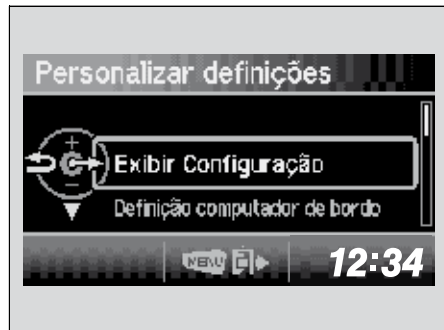 Personalizar definições
+
Exibir Configuração
−
Definição computador de bordo
MENU
12:34